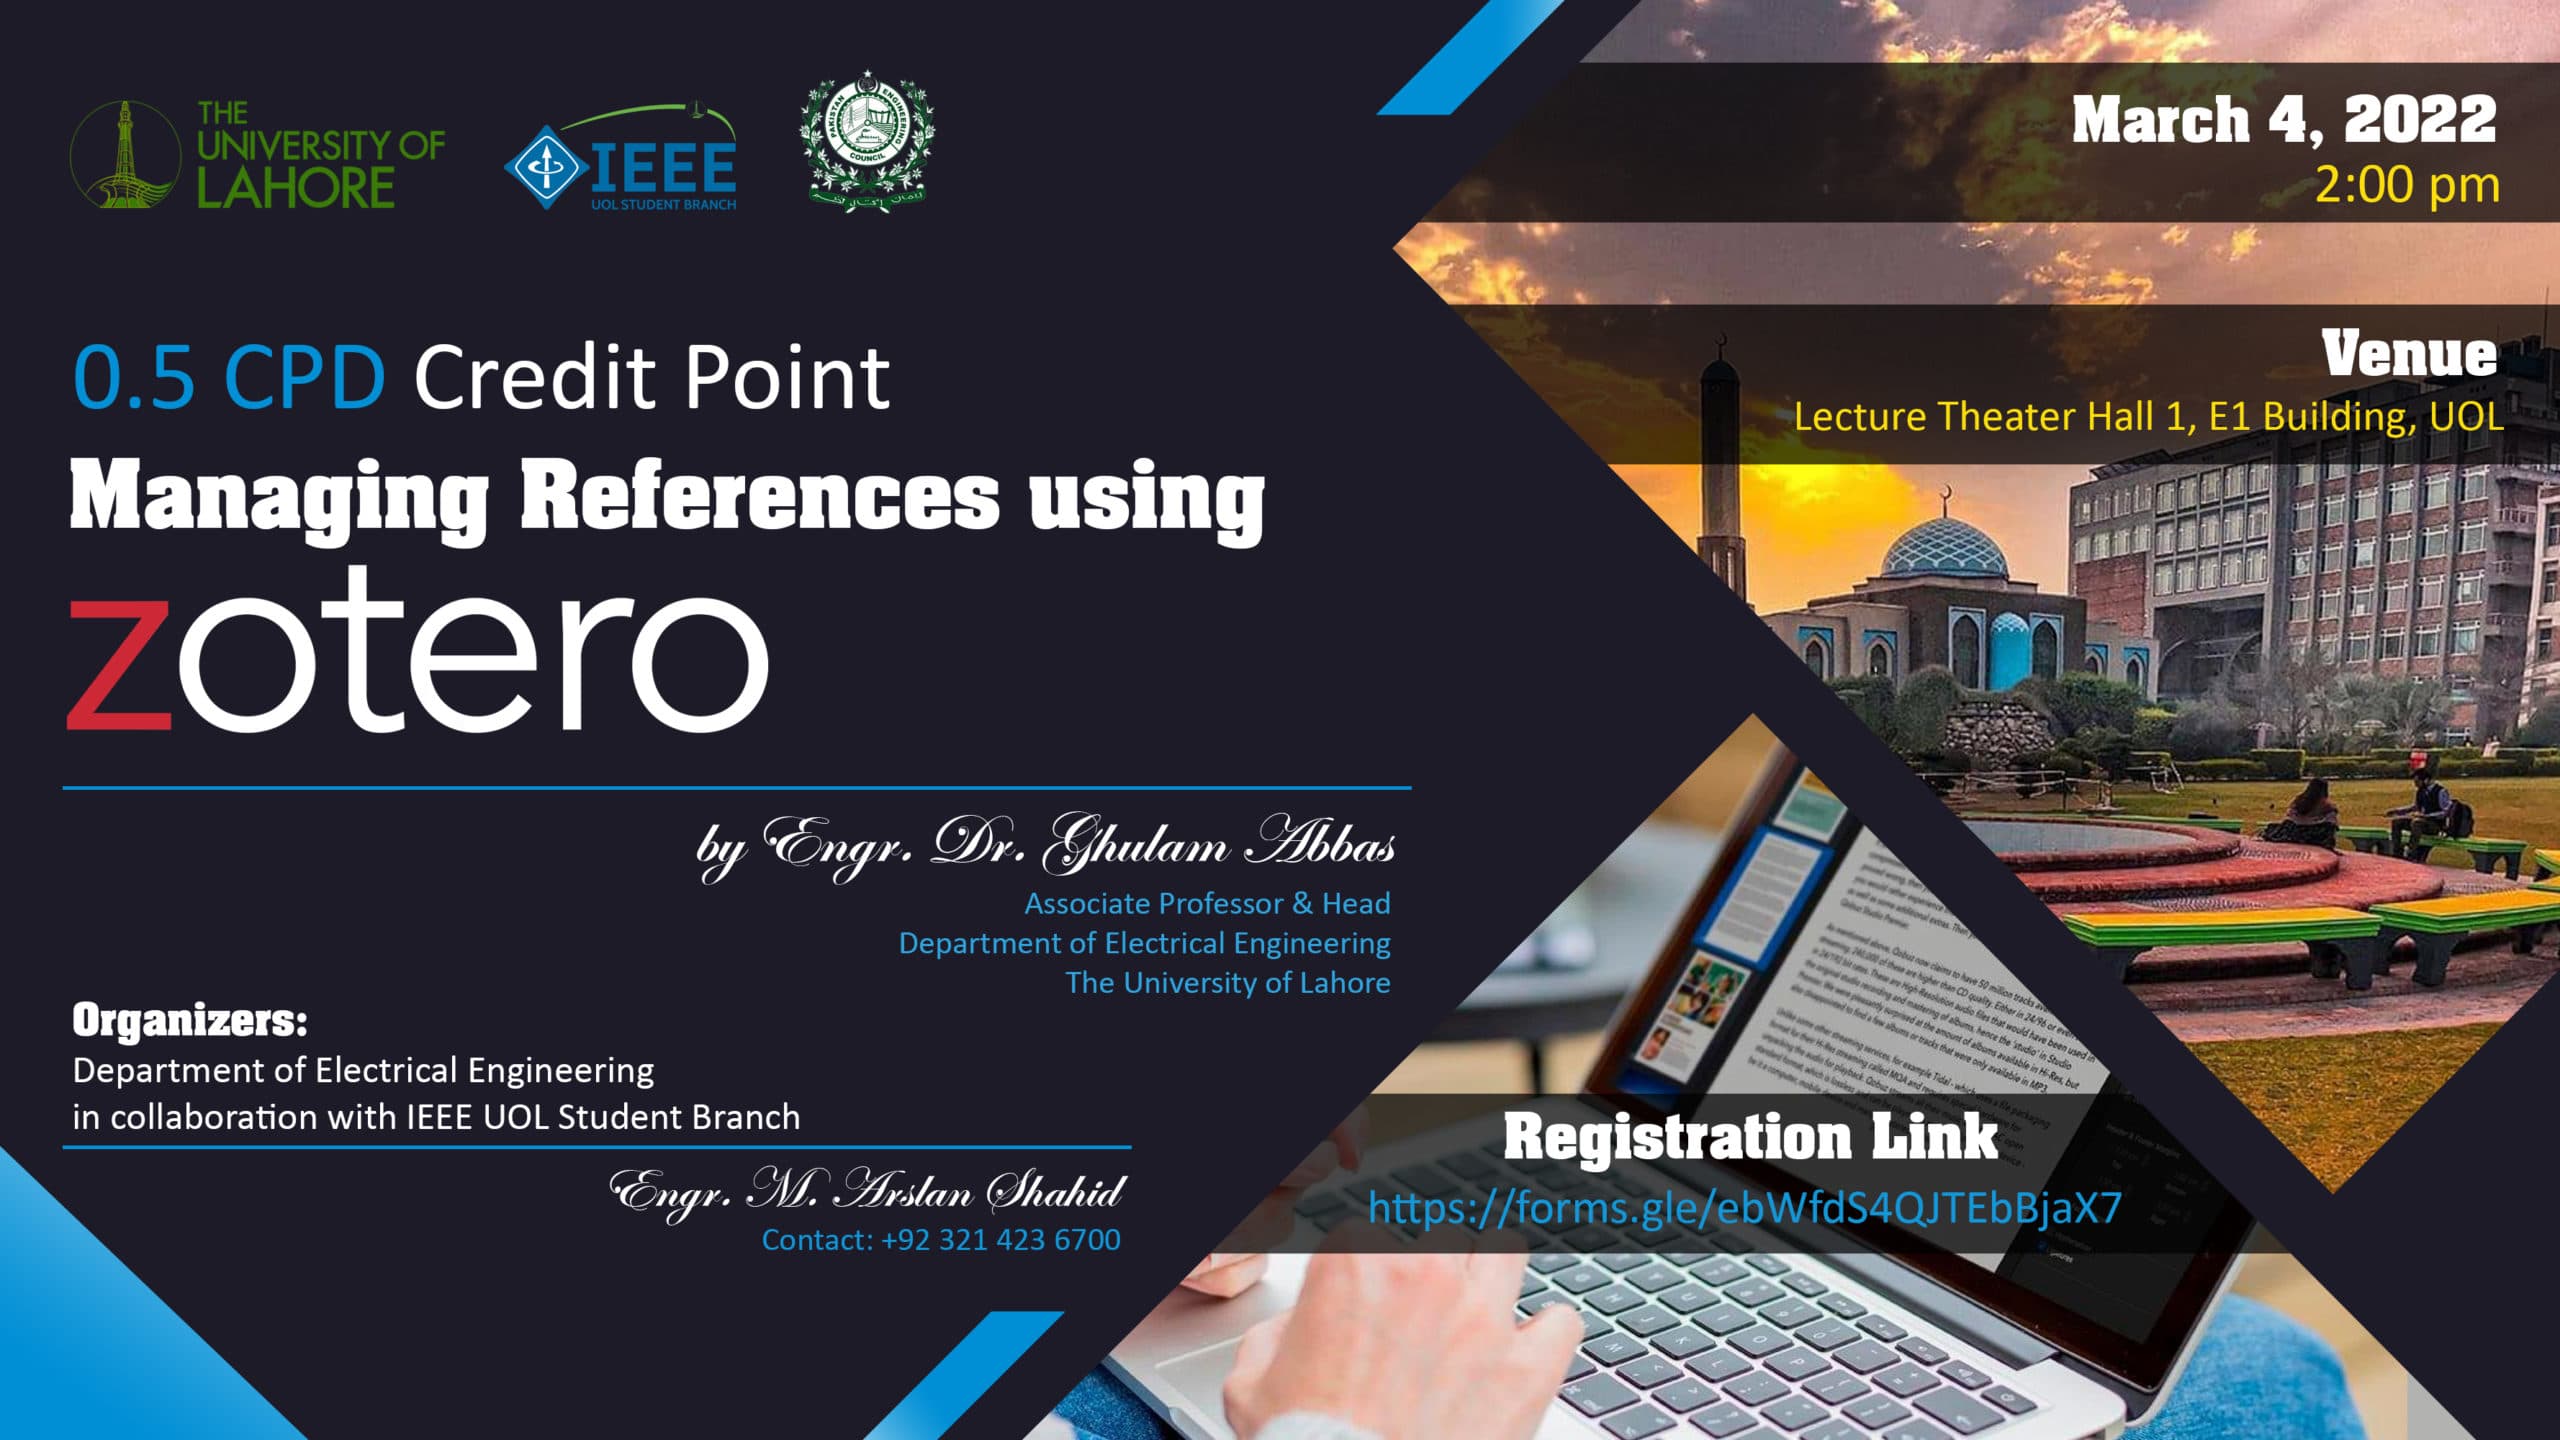 THE
UNIVERSITY OF
LAHORE
IEEE
UOL STUDENT BRANCH
PAKISTAN ENGINEERING
COUNCIL
March 4, 2022
2:00 pm
Venue
Lecture Theater Hall 1, E1 Building, UOL
0.5 CPD Credit Point
Managing References using
zotero
by Engr. Dr. Ghulam Abbas
Associate Professor & Head
Department of Electrical Engineering
The University of Lahore
Organizers:
Department of Electrical Engineering
in collaboration with IEEE UOL Student Branch
Engr. M. Arslan Shahid
Contact: +92 321 423 6700
Registration Link
https://forms.gle/ebWfdS4QJTEbBjaX7